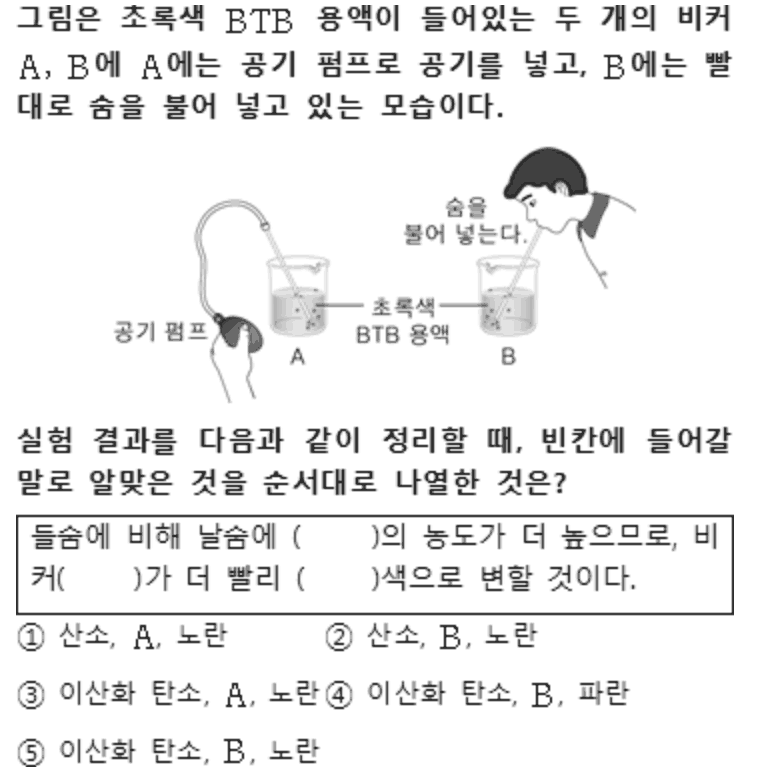 그림은 초록색 BTB 용액이 들어있는 두 개의 비커
A, B에 A에는 공기 펌프로 공기를 넣고, B에는 빨
대로 숨을 불어 넣고 있는 모습이다.
숨을
불어 넣는다.
공기 펌프
초록색
BTB 용액
A
B
실험 결과를 다음과 같이 정리할 때, 빈칸에 들어갈
말로 알맞은 것을 순서대로 나열한 것은?
들숨에 비해 날숨에 (    )의 농도가 더 높으므로, 비
커(    )가 더 빨리 (    )색으로 변할 것이다.
① 산소, A, 노란 ② 산소, B, 노란
③ 이산화 탄소, A, 노란 ④ 이산화 탄소, B, 파란
⑤ 이산화 탄소, B, 노란